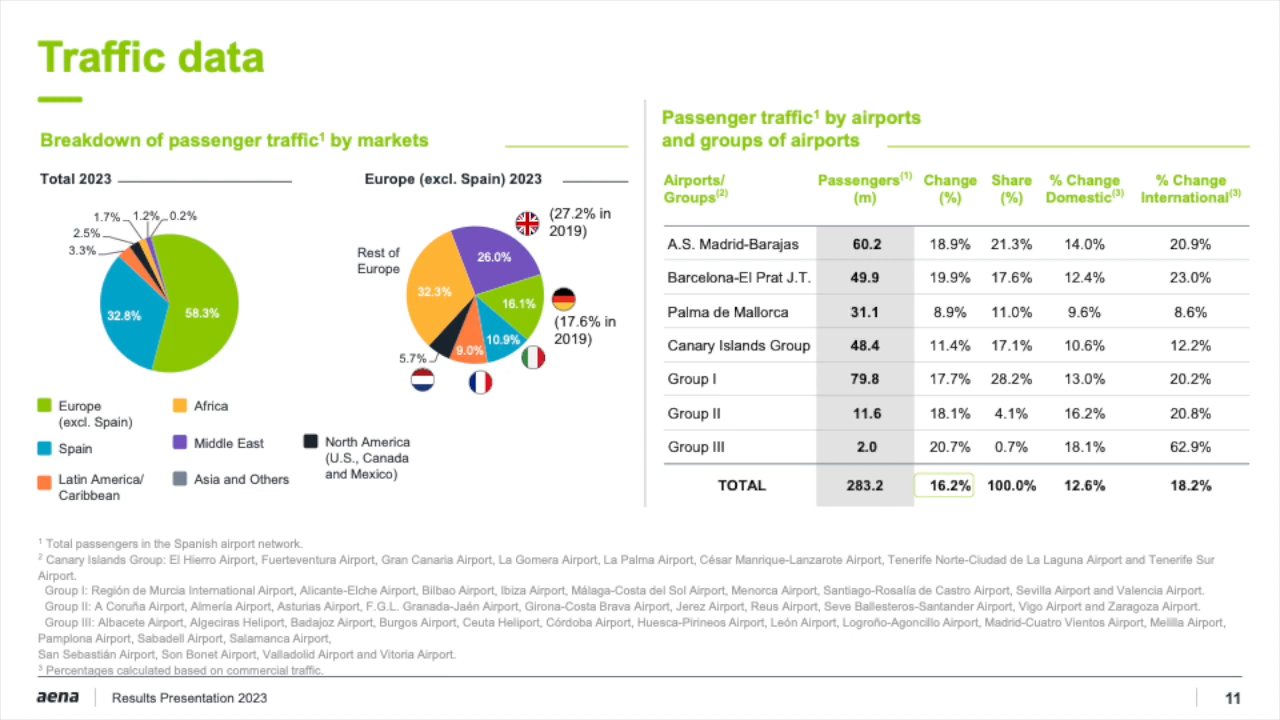 Traffic data
Breakdown of passenger traffic¹ by markets
Total 2023
1.7%
1.2%
0.2%
2.5%
3.3%
32.8%
58.3%
Europe (excl. Spain) 2023
(27.2% in
2019)
Rest of
Europe
26.0%
32.3%
16.1%
(17.6% in
2019)
10.9%
9.0%
5.7%
Europe
(excl. Spain)
Spain
Latin America/
Caribbean
Africa
Middle East
Asia and Others
North America
(U.S., Canada
and Mexico)
Passenger traffic¹ by airports
and groups of airports
Airports/ Passengers⁽¹⁾ Change Share % Change % Change
Groups⁽²⁾ (m) (%) (%) Domestic⁽³⁾ International⁽³⁾
A.S. Madrid-Barajas 60.2 18.9% 21.3% 14.0% 20.9%
Barcelona-El Prat J.T. 49.9 19.9% 17.6% 12.4% 23.0%
Palma de Mallorca 31.1 8.9% 11.0% 9.6% 8.6%
Canary Islands Group 48.4 11.4% 17.1% 10.6% 12.2%
Group I 79.8 17.7% 28.2% 13.0% 20.2%
Group II 11.6 18.1% 4.1% 16.2% 20.8%
Group III 2.0 20.7% 0.7% 18.1% 62.9%
TOTAL 283.2 16.2% 100.0% 12.6% 18.2%
¹ Total passengers in the Spanish airport network.
² Canary Islands Group: El Hierro Airport, Fuerteventura Airport, Gran Canaria Airport, La Gomera Airport, La Palma Airport, César Manrique-Lanzarote Airport, Tenerife Norte-Ciudad de La Laguna Airport and Tenerife Sur
Airport.
Group I: Región de Murcia International Airport, Alicante-Elche Airport, Bilbao Airport, Ibiza Airport, Málaga-Costa del Sol Airport, Menorca Airport, Santiago-Rosalía de Castro Airport, Sevilla Airport and Valencia Airport.
Group II: A Coruña Airport, Almería Airport, Asturias Airport, F.G.L. Granada-Jaén Airport, Girona-Costa Brava Airport, Jerez Airport, Reus Airport, Seve Ballesteros-Santander Airport, Vigo Airport and Zaragoza Airport.
Group III: Albacete Airport, Algeciras Heliport, Badajoz Airport, Burgos Airport, Ceuta Heliport, Córdoba Airport, Huesca-Pirineos Airport, León Airport, Logroño-Agoncillo Airport, Madrid-Cuatro Vientos Airport, Melilla Airport,
Pamplona Airport, Sabadell Airport, Salamanca Airport,
San Sebastián Airport, Son Bonet Airport, Valladolid Airport and Vitoria Airport.
³ Percentages calculated based on commercial traffic.
aena
Results Presentation 2023
11